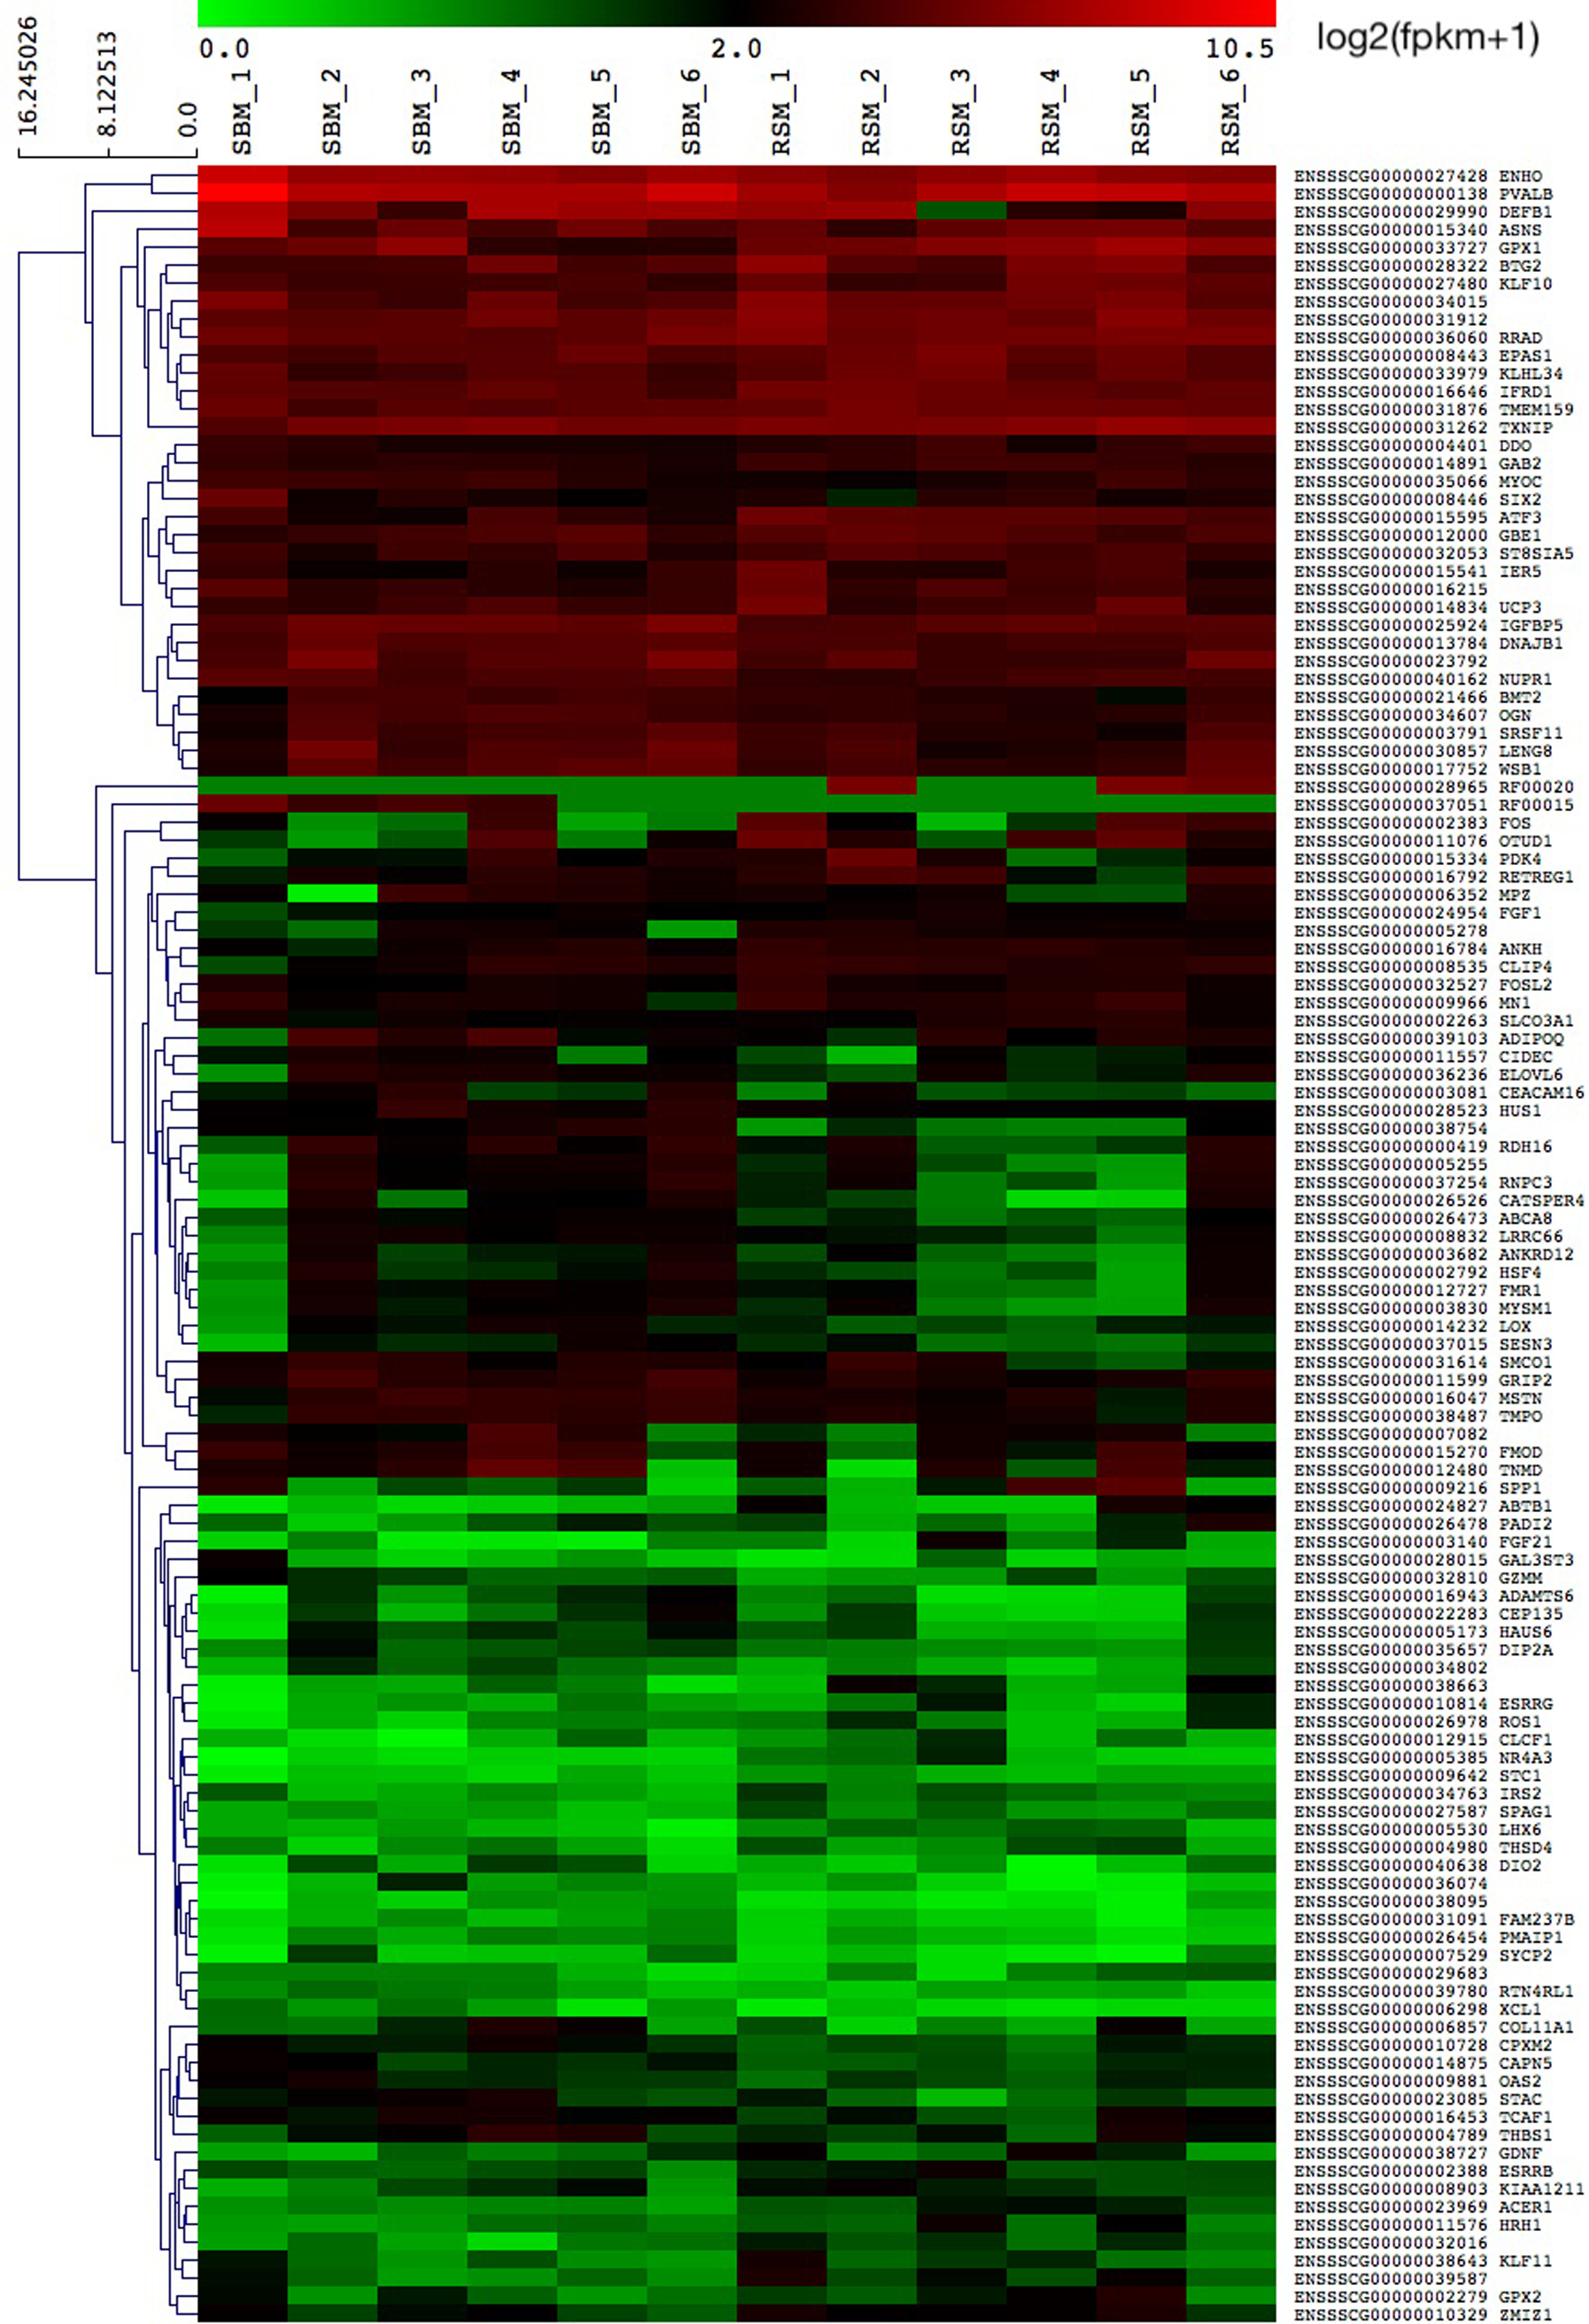 16.245026
8.122513
0.0
0.0 2.0 10.5
log2(fpkm+1)
SBM_1
SBM_2
SBM_3
SBM_4
SBM_5
SBM_6
RSM_1
RSM_2
RSM_3
RSM_4
RSM_5
RSM_6
ENSSSCG00000027428 ENHO
ENSSSCG00000000138 PVALB
ENSSSCG00000029990 DEFB1
ENSSSCG00000015340 ASNS
ENSSSCG00000033727 GPX1
ENSSSCG00000028322 BTG2
ENSSSCG00000027480 KLF10
ENSSSCG00000034015
ENSSSCG00000031912
ENSSSCG00000036060 RRAD
ENSSSCG00000008443 EPAS1
ENSSSCG00000033979 KLHL34
ENSSSCG00000016646 IFRD1
ENSSSCG00000031876 TMEM159
ENSSSCG00000031262 TXNIP
ENSSSCG00000004401 DDO
ENSSSCG00000014891 GAB2
ENSSSCG00000035066 MYOC
ENSSSCG00000008446 SIX2
ENSSSCG00000015595 ATF3
ENSSSCG00000012000 GBE1
ENSSSCG00000032053 ST8SIA5
ENSSSCG00000015541 IER5
ENSSSCG00000016215
ENSSSCG00000014834 UCP3
ENSSSCG00000025924 IGFBP5
ENSSSCG00000013784 DNAJB1
ENSSSCG00000023792
ENSSSCG00000040162 NUPR1
ENSSSCG00000021466 BMT2
ENSSSCG00000034607 OGN
ENSSSCG00000003791 SRSF11
ENSSSCG00000030857 LENG8
ENSSSCG00000017752 WSB1
ENSSSCG00000028965 RF00020
ENSSSCG00000037051 RF00015
ENSSSCG00000002383 FOS
ENSSSCG00000011076 OTUD1
ENSSSCG00000015334 PDK4
ENSSSCG00000016792 RETREG1
ENSSSCG00000006352 MPZ
ENSSSCG00000024954 FGF1
ENSSSCG00000005278
ENSSSCG00000016784 ANKH
ENSSSCG00000008535 CLIP4
ENSSSCG00000032527 FOSL2
ENSSSCG00000009966 MN1
ENSSSCG00000002263 SLCO3A1
ENSSSCG00000039103 ADIPOQ
ENSSSCG00000011557 CIDEC
ENSSSCG00000036236 ELOVL6
ENSSSCG00000003081 CEACAM16
ENSSSCG00000028523 HUS1
ENSSSCG00000038754
ENSSSCG00000000419 RDH16
ENSSSCG00000005255
ENSSSCG00000037254 RNPC3
ENSSSCG00000026526 CATSPER4
ENSSSCG00000026473 ABCA8
ENSSSCG00000008832 LRRC66
ENSSSCG00000003682 ANKRD12
ENSSSCG00000002792 HSF4
ENSSSCG00000012727 FMR1
ENSSSCG00000003830 MYSM1
ENSSSCG00000014232 LOX
ENSSSCG00000037015 SESN3
ENSSSCG00000031614 SMCO1
ENSSSCG00000011599 GRIP2
ENSSSCG00000016047 MSTN
ENSSSCG00000038487 TMPO
ENSSSCG00000007082
ENSSSCG00000015270 FMOD
ENSSSCG00000012480 TNMD
ENSSSCG00000009216 SPP1
ENSSSCG00000024827 ABTB1
ENSSSCG00000026478 PADI2
ENSSSCG00000003140 FGF21
ENSSSCG00000028015 GAL3ST3
ENSSSCG00000032810 GZMM
ENSSSCG00000016943 ADAMTS6
ENSSSCG00000022283 CEP135
ENSSSCG00000005173 HAUS6
ENSSSCG00000035657 DIP2A
ENSSSCG00000034802
ENSSSCG00000038663
ENSSSCG00000010814 ESRRG
ENSSSCG00000026978 ROS1
ENSSSCG00000012915 CLCF1
ENSSSCG00000005385 NR4A3
ENSSSCG00000009642 STC1
ENSSSCG00000034763 IRS2
ENSSSCG00000027587 SPAG1
ENSSSCG00000005530 LHX6
ENSSSCG00000004980 THSD4
ENSSSCG00000040638 DIO2
ENSSSCG00000036074
ENSSSCG00000038095
ENSSSCG00000031091 FAM237B
ENSSSCG00000026454 PMAIP1
ENSSSCG00000007529 SYCP2
ENSSSCG00000029683
ENSSSCG00000039780 RTN4RL1
ENSSSCG00000006298 XCL1
ENSSSCG00000006857 COL11A1
ENSSSCG00000010728 CPXM2
ENSSSCG00000014875 CAPN5
ENSSSCG00000009881 OAS2
ENSSSCG00000023085 STAC
ENSSSCG00000016453 TCAF1
ENSSSCG00000004789 THBS1
ENSSSCG00000038727 GDNF
ENSSSCG00000002388 ESRRB
ENSSSCG00000008903 KIAA1211
ENSSSCG00000023969 ACER1
ENSSSCG00000011576 HRH1
ENSSSCG00000032016
ENSSSCG00000038643 KLF11
ENSSSCG00000039587
ENSSSCG00000002279 GPX2
ENSSSCG00000010329 ZMIZ1